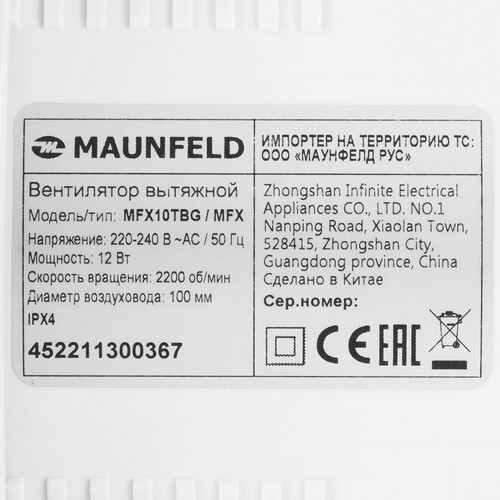 MAUNFELD
Вентилятор вытяжной
Модель/тип: MFX10TBG / MFX
Напряжение: 220-240 В ~АС / 50 Гц
Мощность: 12 Вт
Скорость вращения: 2200 об/мин
Диаметр воздуховода: 100 мм
IPX4
452211300367
ИМПОРТЕР НА ТЕРРИТОРИЮ ТС:
ООО «МАУНФЕЛД РУС»
Zhongshan Infinite Electrical
Appliances CO., LTD. NO.1
Nanping Road, Xiaolan Town,
528415, Zhongshan City,
Guangdong province, China
Сделано в Китае
Сер.номер:
CE EAC